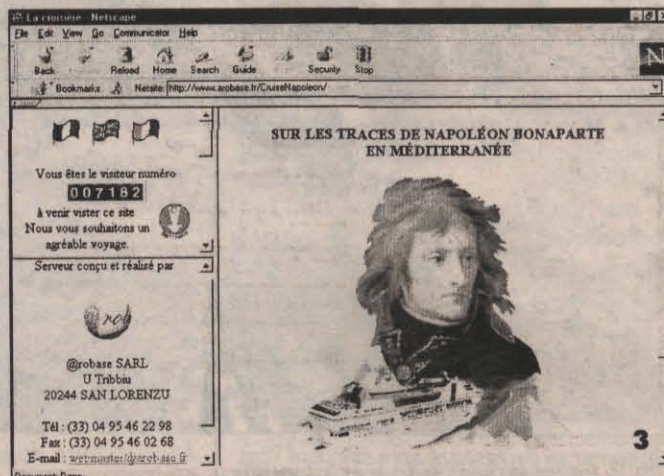 La croisière - Netscape
File Edit View Go Communicator Help
Back Reload Home Search Guide Security Stop
Bookmarks Netsite: http://www.arobase.fr/CruiseNapoleon/
N
Vous êtes le visiteur numéro
007182
à venir vister ce site
Nous vous souhaitons un
agréable voyage.
Serveur conçu et réalisé par
@robase SARL
U Tribbiu
20244 SAN LORENZU
Tél : (33) 04 95 46 22 98
Fax : (33) 04 95 46 02 68
E-mail : webmaster@arobase.fr
SUR LES TRACES DE NAPOLÉON BONAPARTE
EN MÉDITERRANÉE
3